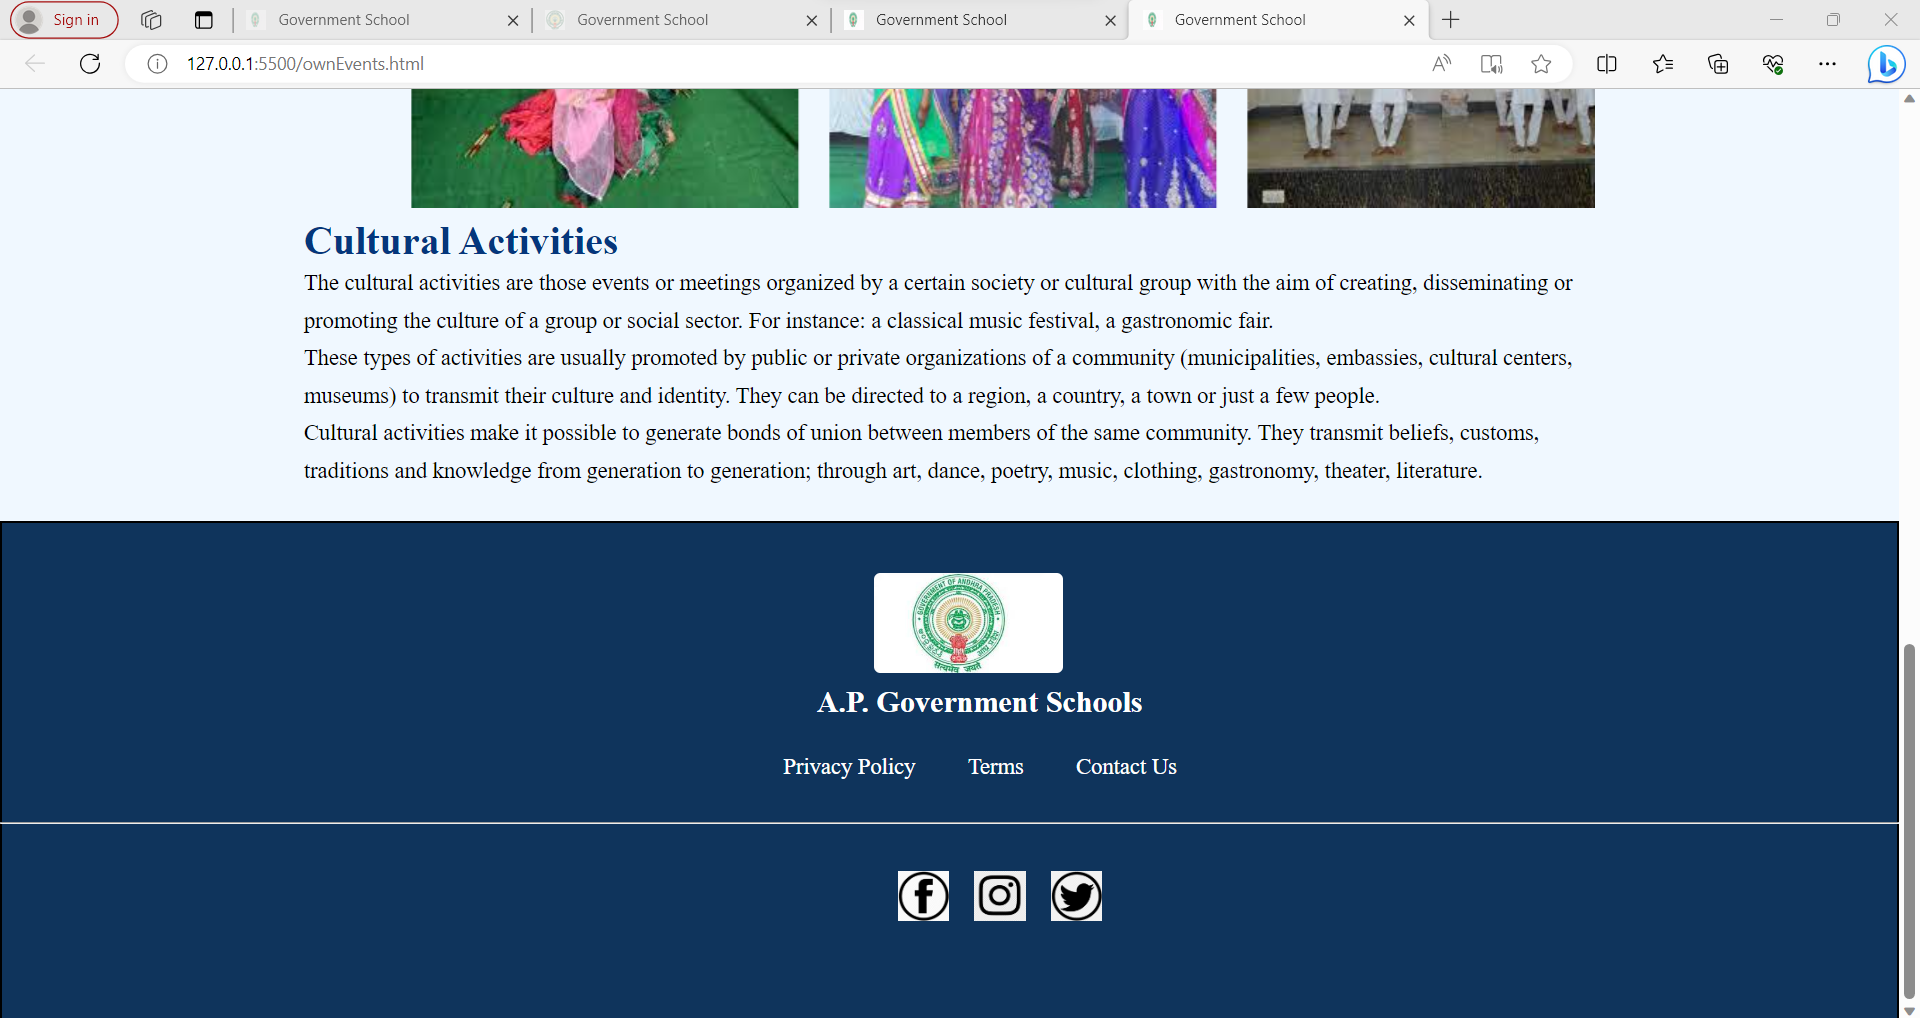 Sign in
Government School
Government School
Government School
Government School
127.0.0.1:5500/ownEvents.html
Cultural Activities
The cultural activities are those events or meetings organized by a certain society or cultural group with the aim of creating, disseminating or
promoting the culture of a group or social sector. For instance: a classical music festival, a gastronomic fair.
These types of activities are usually promoted by public or private organizations of a community (municipalities, embassies, cultural centers,
museums) to transmit their culture and identity. They can be directed to a region, a country, a town or just a few people.
Cultural activities make it possible to generate bonds of union between members of the same community. They transmit beliefs, customs,
traditions and knowledge from generation to generation; through art, dance, poetry, music, clothing, gastronomy, theater, literature.
GOVERNMENT OF ANDHRA PRADESH
सत्यमेव जयते
A.P. Government Schools
Privacy Policy Terms Contact Us